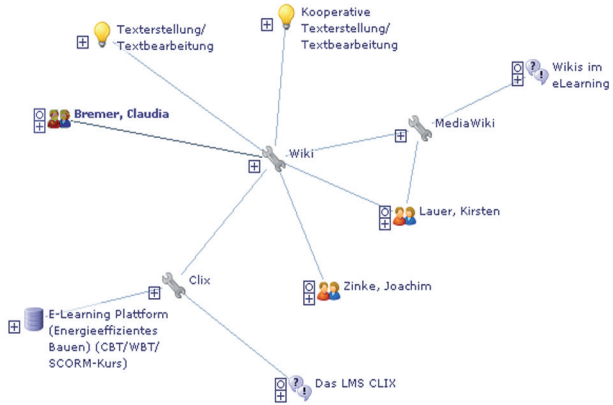 Texterstellung/
Textbearbeitung
Kooperative
Texterstellung/
Textbearbeitung
Wikis im
eLearning
Bremer, Claudia
MediaWiki
Wiki
Lauer, Kirsten
Clix
Zinke, Joachim
E-Learning Plattform
(Energieeffizientes
Bauen) (CBT/WBT/
SCORM-Kurs)
Das LMS CLIX